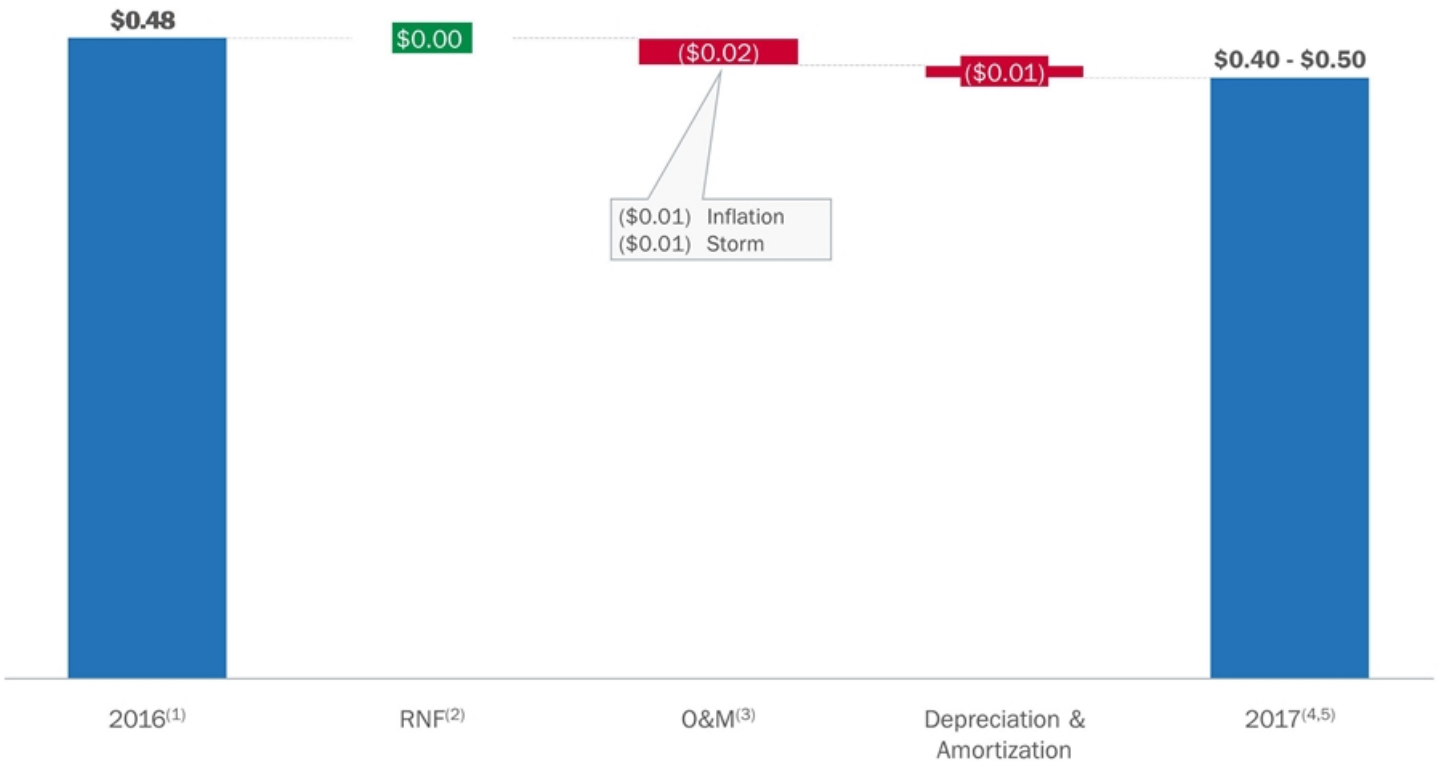 $0.48
$0.00
($0.02)
($0.01)
$0.40 - $0.50
($0.01) Inflation
($0.01) Storm
2016(1)
RNF(2)
O&M(3)
Depreciation &
Amortization
2017(4,5)